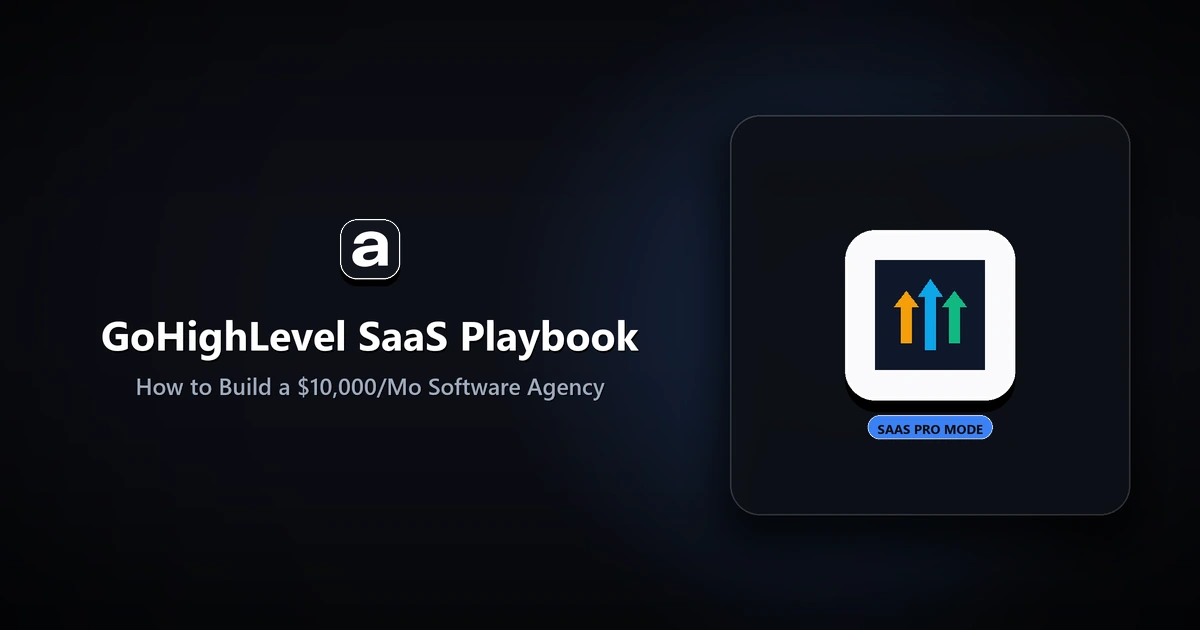 a
GoHighLevel SaaS Playbook
How to Build a $10,000/Mo Software Agency
SAAS PRO MODE